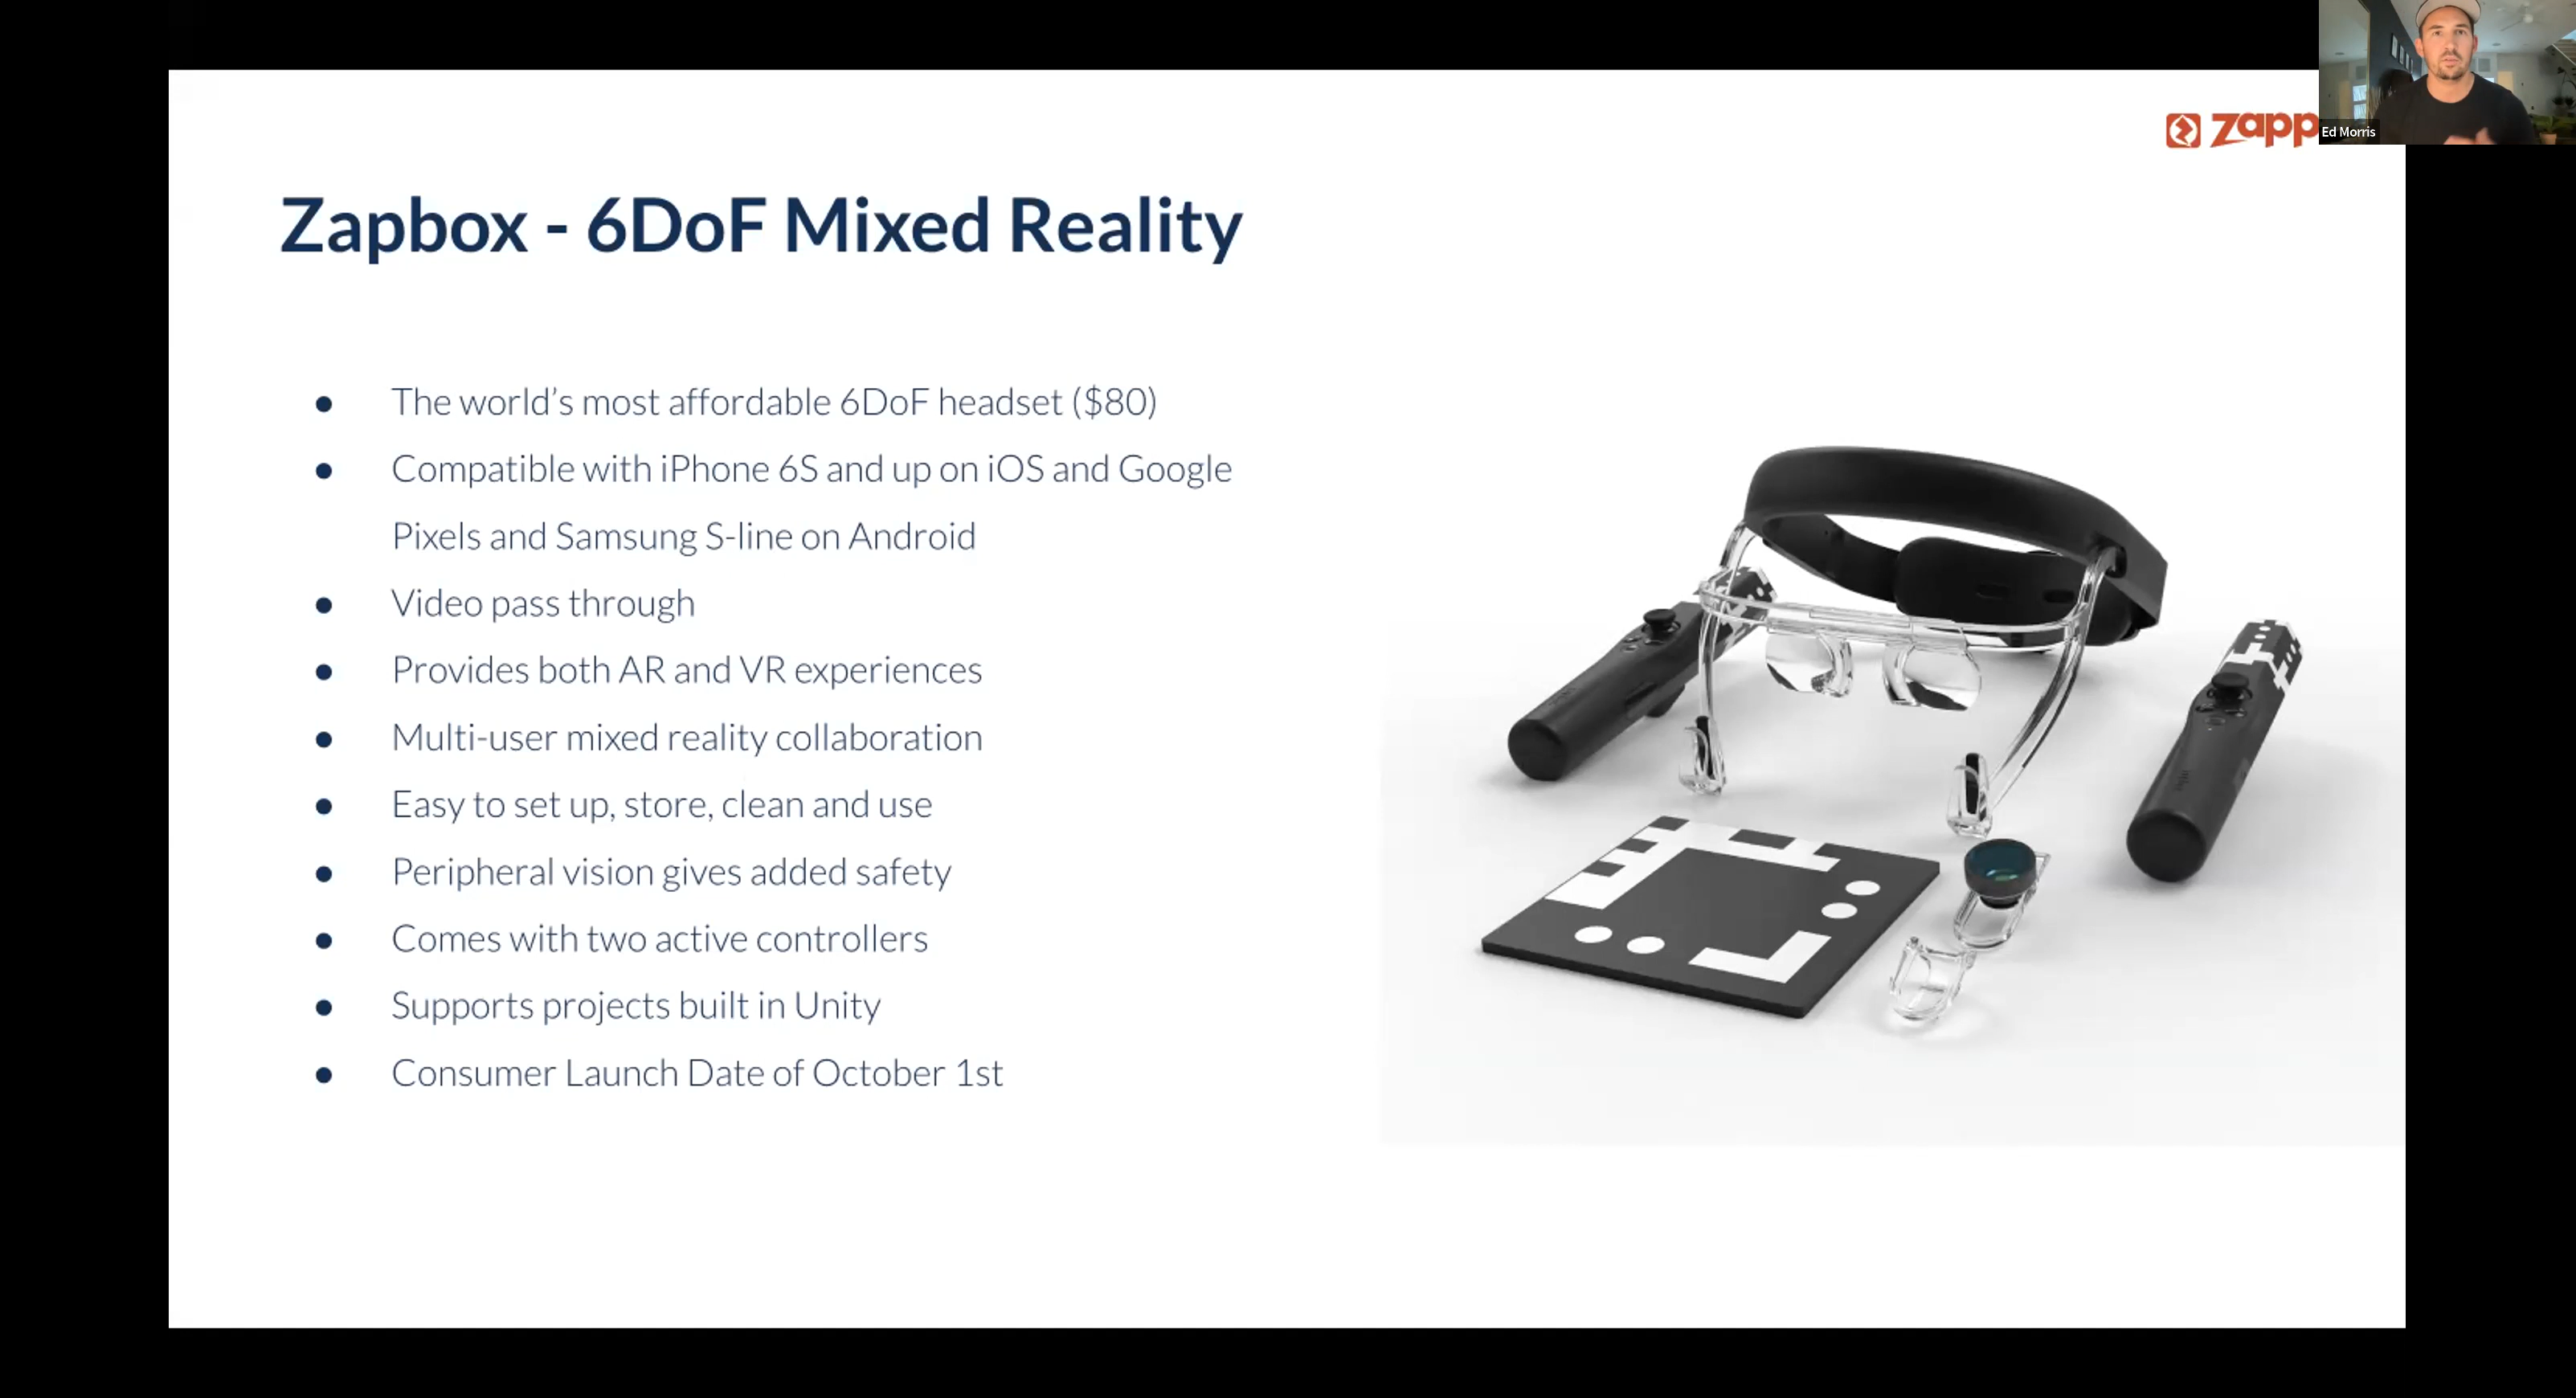 zapp
Ed Morris
Zapbox - 6DoF Mixed Reality
● The world's most affordable 6DoF headset ($80)
● Compatible with iPhone 6S and up on iOS and Google
Pixels and Samsung S-line on Android
● Video pass through
● Provides both AR and VR experiences
● Multi-user mixed reality collaboration
● Easy to set up, store, clean and use
● Peripheral vision gives added safety
● Comes with two active controllers
● Supports projects built in Unity
● Consumer Launch Date of October 1st